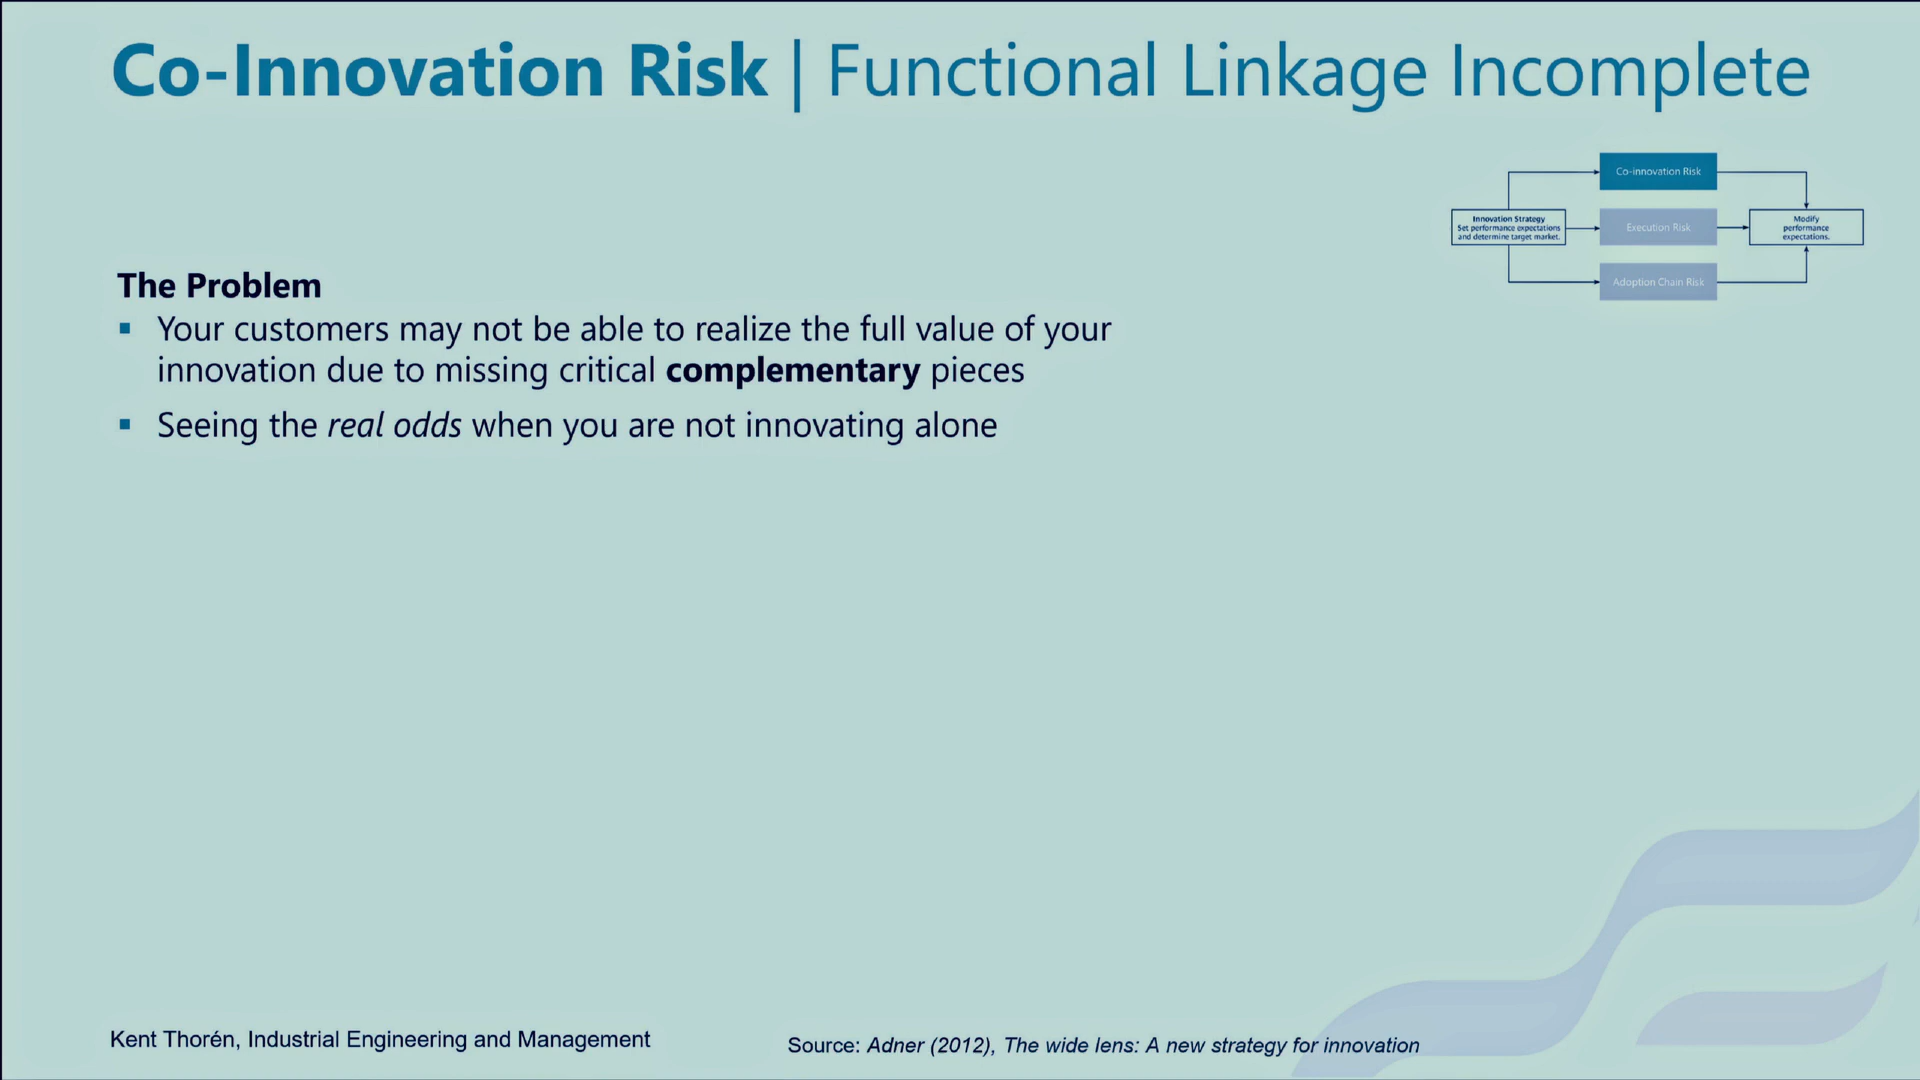 Co-Innovation Risk | Functional Linkage Incomplete
Co-innovation Risk
Innovation Strategy
Set performance expectations
and determine target market.
Execution Risk
Modify
performance
expectations.
Adoption Chain Risk
The Problem
▪ Your customers may not be able to realize the full value of your
innovation due to missing critical complementary pieces
▪ Seeing the real odds when you are not innovating alone
Kent Thorén, Industrial Engineering and Management
Source: Adner (2012), The wide lens: A new strategy for innovation